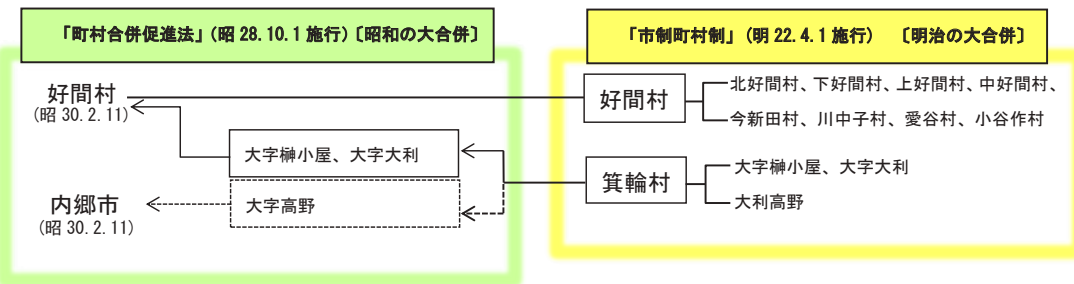 「町村合併促進法」(昭 28.10.1 施行)〔昭和の大合併〕
「市制町村制」(明 22.4.1 施行) 〔明治の大合併〕
好間村
(昭 30.2.11)
大字榊小屋、大字大利
大字高野
内郷市
(昭 30.2.11)
好間村
北好間村、下好間村、上好間村、中好間村、
今新田村、川中子村、愛谷村、小谷作村
箕輪村
大字榊小屋、大字大利
大利高野